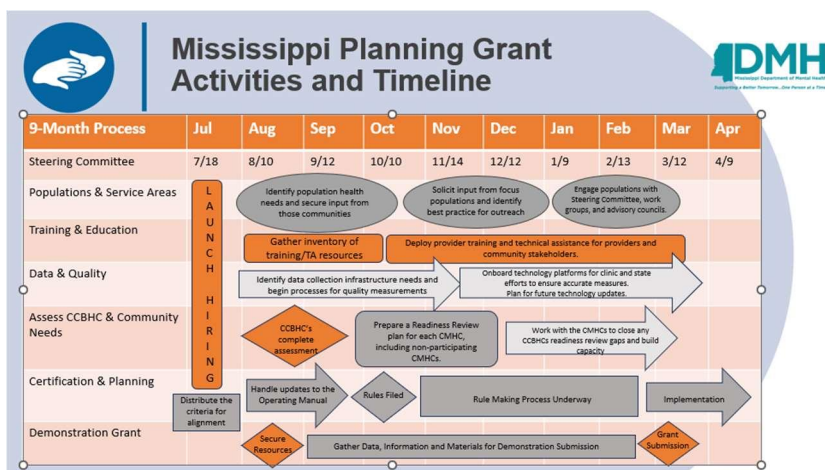 Mississippi Planning Grant
Activities and Timeline
DMH
Mississippi Department of Mental Health
Supporting a Better Tomorrow...One Person at a Time
9-Month Process Jul Aug Sep Oct Nov Dec Jan Feb Mar Apr
Steering Committee 7/18 8/10 9/12 10/10 11/14 12/12 1/9 2/13 3/12 4/9
LAUNCH HIRING
Populations & Service Areas
Identify population health
needs and secure input from
those communities
Solicit input from focus
populations and identify
best practice for outreach
Engage populations with
Steering Committee, work
groups, and advisory councils.
Training & Education
Gather inventory of
training/TA resources
Deploy provider training and technical assistance for providers and
community stakeholders.
Data & Quality
Identify data collection infrastructure needs and
begin processes for quality measurements
Onboard technology platforms for clinic and state
efforts to ensure accurate measures.
Plan for future technology updates.
Assess CCBHC & Community
Needs
CCBHC's
complete
assessment
Prepare a Readiness Review
plan for each CMHC,
including non-participating
CMHCs.
Work with the CMHCs to close any
CCBHCs readiness review gaps and build
capacity
Certification & Planning
Distribute the
criteria for
alignment
Handle updates to the
Operating Manual
Rules Filed
Rule Making Process Underway
Implementation
Demonstration Grant
Secure
Resources
Gather Data, Information and Materials for Demonstration Submission
Grant
Submission